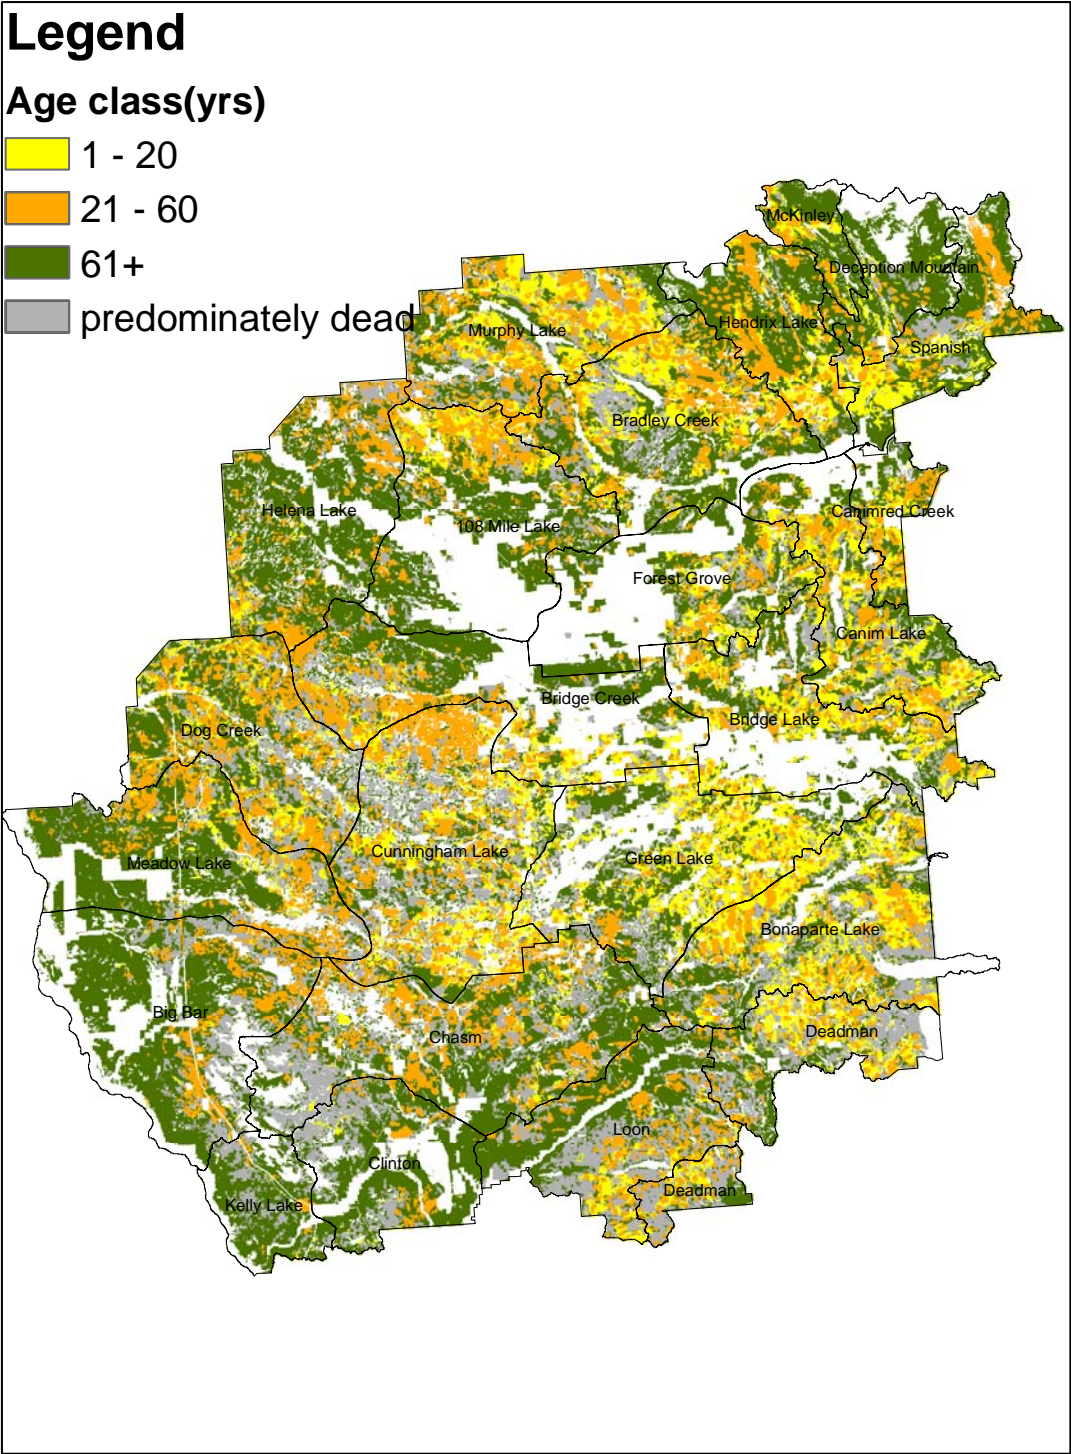 Legend
Age class(yrs)
1 - 20
21 - 60
61+
predominately dead
McKinley
Deception Mountain
Hendrix Lake
Murphy Lake
Spanish
Bradley Creek
Helena Lake
108 Mile Lake
Canimred Creek
Forest Grove
Canim Lake
Bridge Creek
Bridge Lake
Dog Creek
Cunningham Lake
Green Lake
Meadow Lake
Bonaparte Lake
Big Bar
Chasm
Deadman
Loon
Clinton
Deadman
Kelly Lake